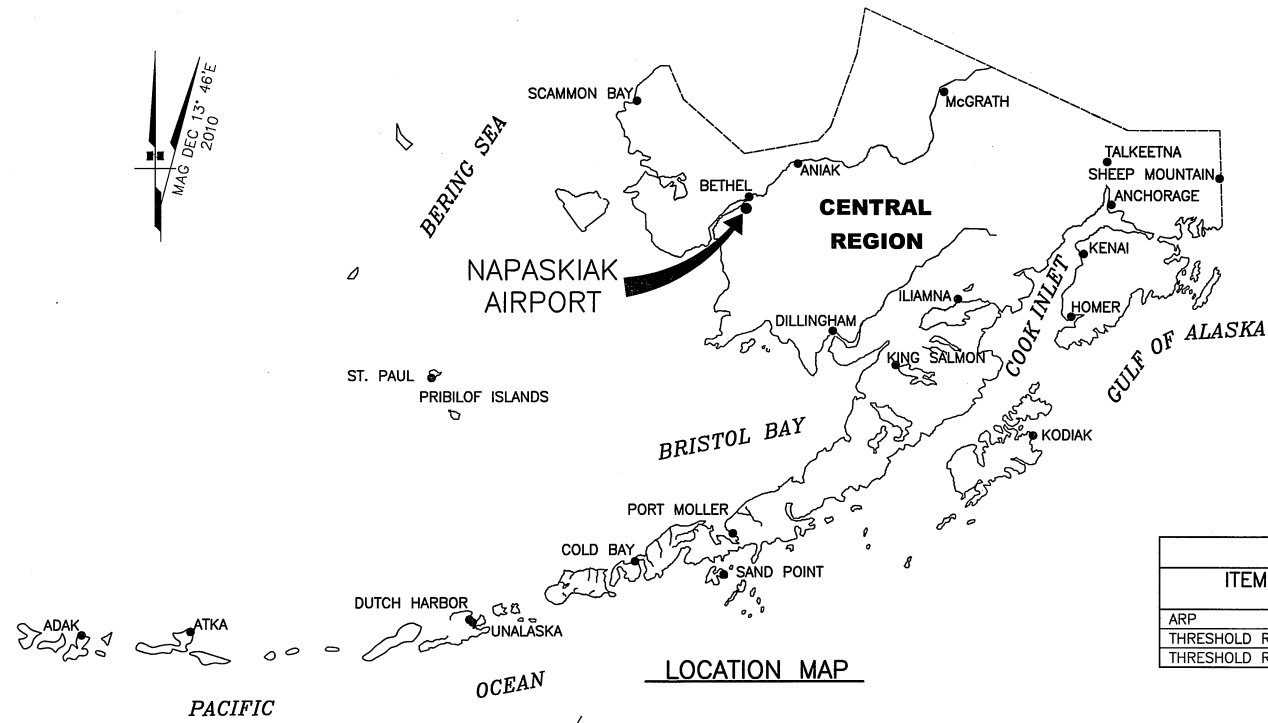 MAG DEC 13° 46'E
2010
SCAMMON BAY
BERING SEA
McGRATH
ANIAK
BETHEL
TALKEETNA
SHEEP MOUNTAIN
ANCHORAGE
CENTRAL
REGION
KENAI
NAPASKIAK
AIRPORT
ILIAMNA
HOMER
COOK INLET
DILLINGHAM
GULF OF ALASKA
KING SALMON
ST. PAUL
PRIBILOF ISLANDS
BRISTOL BAY
KODIAK
PORT MOLLER
COLD BAY
SAND POINT
DUTCH HARBOR
UNALASKA
ADAK
ATKA
LOCATION MAP
PACIFIC
OCEAN
ITEM
ARP
THRESHOLD R
THRESHOLD R